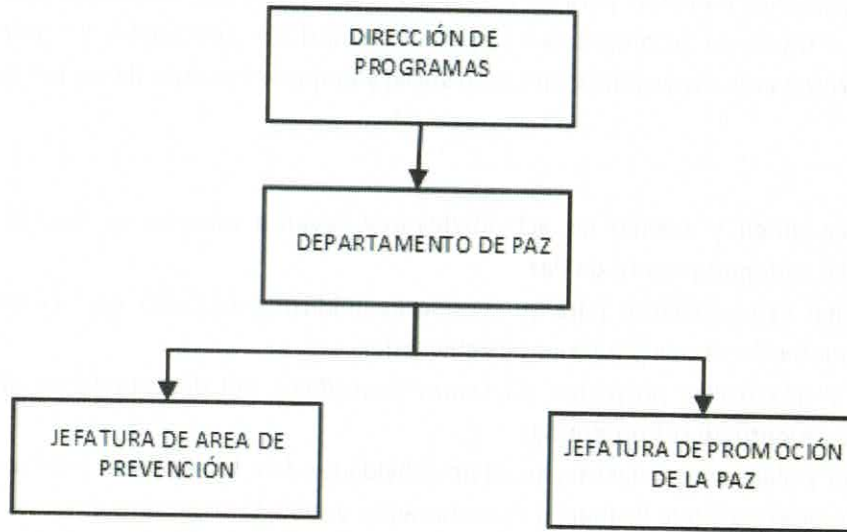 DIRECCIÓN DE
PROGRAMAS
DEPARTAMENTO DE PAZ
JEFATURA DE AREA DE
PREVENCIÓN
JEFATURA DE PROMOCIÓN
DE LA PAZ